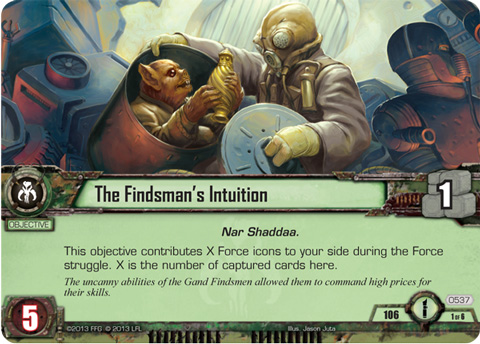 The Findsman's Intuition
1
OBJECTIVE
Nar Shaddaa.
This objective contributes X Force icons to your side during the Force
struggle. X is the number of captured cards here.
The uncanny abilities of the Gand Findsmen allowed them to command high prices for
their skills.
5
106
0537
1 of 6
©2013 FFG © 2013 LFL
Illus. Jason Juta